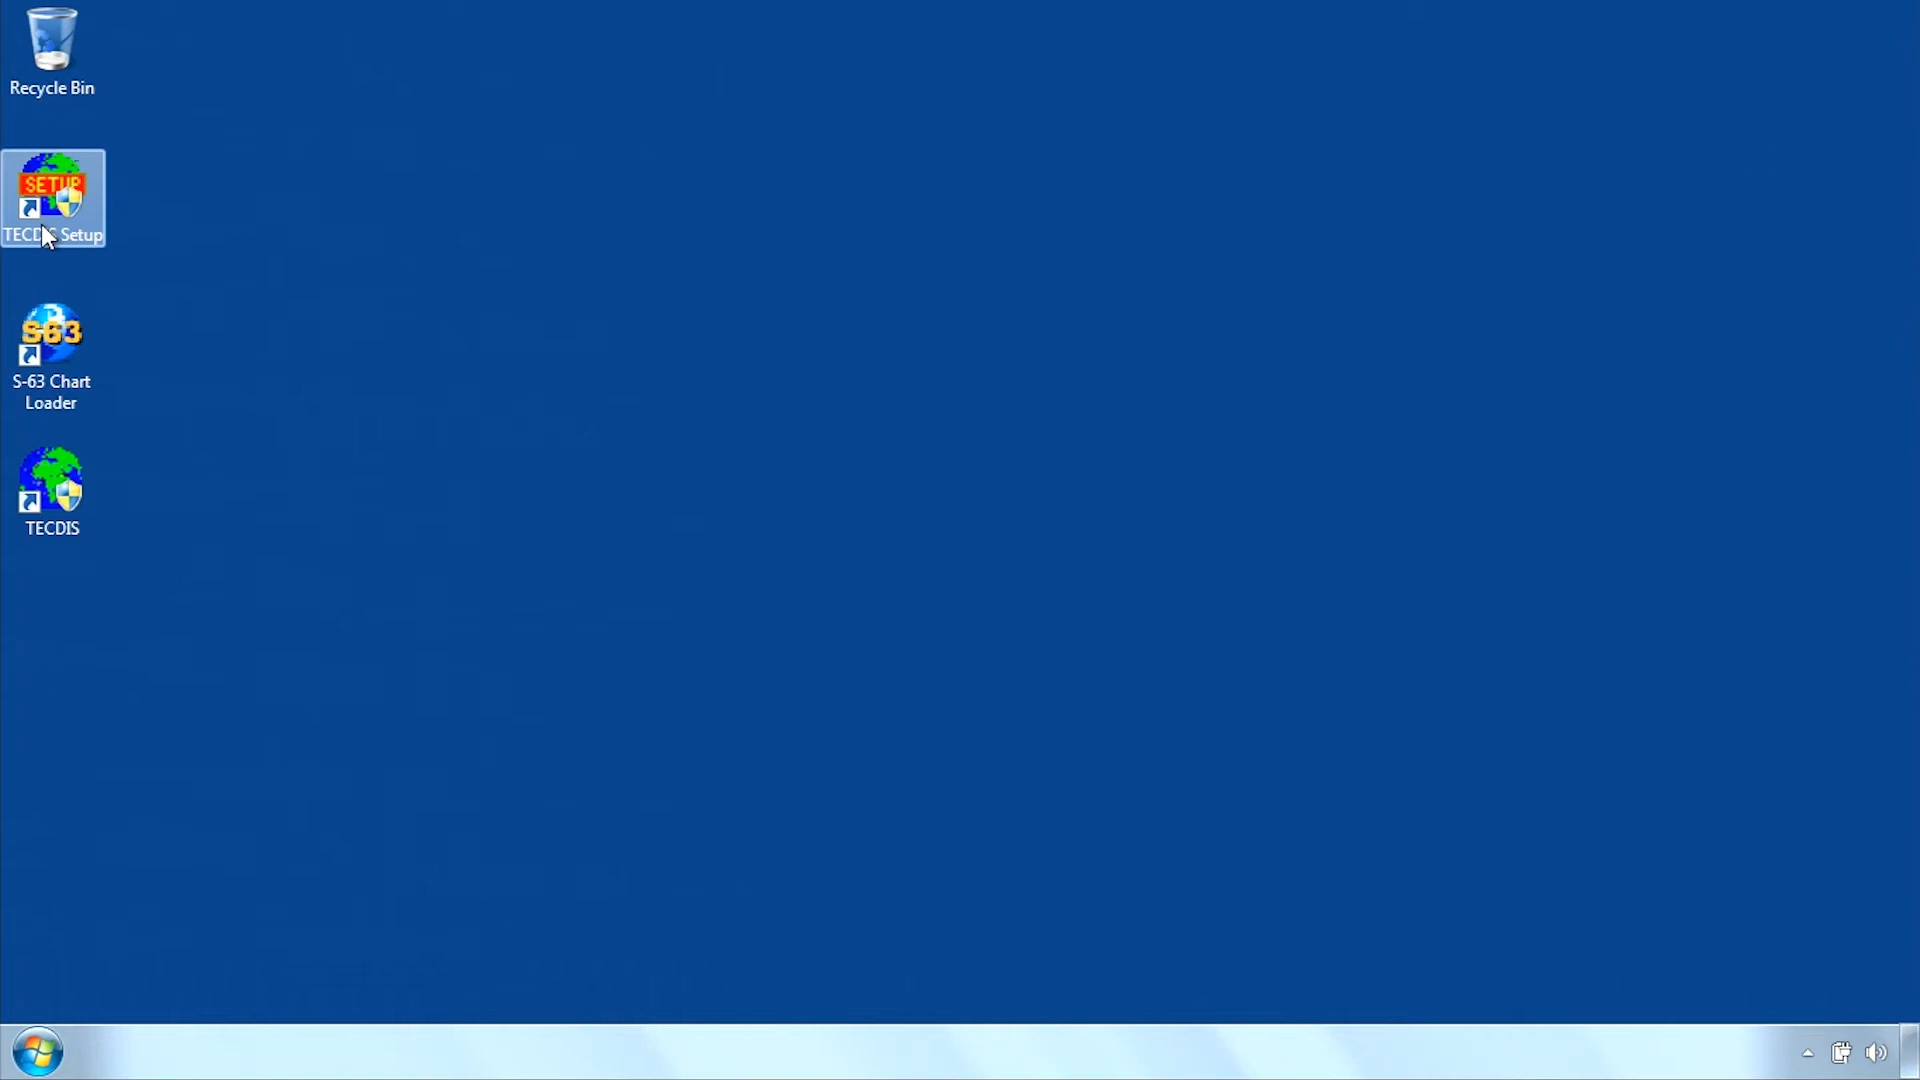 Recycle Bin
SETUP
TECDIS Setup
S63
S-63 Chart
Loader
TECDIS